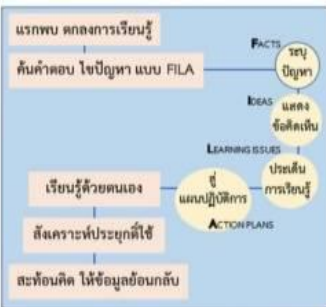 แรกพบ ตกลงการเรียนรู้
ค้นคำตอบ ไขปัญหา แบบ FILA
FACTS
ระบุ
ปัญหา
IDEAS
แสดง
ข้อคิดเห็น
LEARNING ISSUES
ประเด็น
การเรียนรู้
สู่
แผนปฏิบัติการ
ACTION PLANS
เรียนรู้ด้วยตนเอง
สังเคราะห์ประยุกต์ใช้
สะท้อนคิด ให้ข้อมูลย้อนกลับ